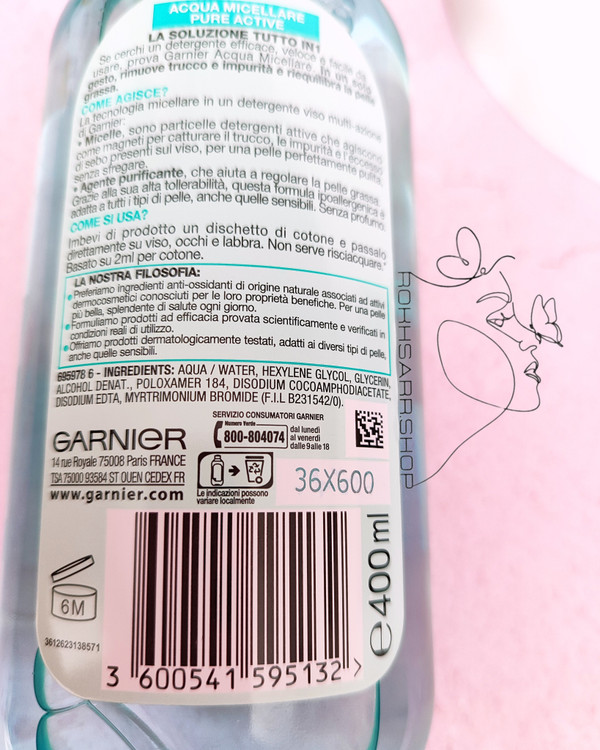 ACQUA MICELLARE
PURE ACTIVE
LA SOLUZIONE TUTTO IN1
Se cerchi un detergente efficace, veloce e facile da
usare, prova Garnier Acqua Micellare. In un solo
gesto, rimuove trucco e impurità e riequilibra la pelle
grassa.
COME AGISCE?
La tecnologia micellare in un detergente viso multi-azione
di Garnier:
• Micelle, sono particelle detergenti attive che agiscono
come magneti per catturare il trucco, le impurità e l'eccesso
di sebo presenti sul viso, per una pelle perfettamente pulita,
senza sfregare.
• Agente purificante, che aiuta a regolare la pelle grassa.
Grazie alla sua alta tollerabilità, questa formula ipoallergenica è
adatta a tutti i tipi di pelle, anche quelle sensibili. Senza profumo.
COME SI USA?
Imbevi di prodotto un dischetto di cotone e passalo
direttamente su viso, occhi e labbra. Non serve risciacquare.*
Basato su 2ml per cotone.
LA NOSTRA FILOSOFIA:
• Preferiamo ingredienti anti-ossidanti di origine naturale associati ad attivi
dermocosmetici conosciuti per le loro proprietà benefiche. Per una pelle
più bella, splendente di salute ogni giorno.
• Formuliamo prodotti ad efficacia provata scientificamente e verificati in
condizioni reali di utilizzo.
• Offriamo prodotti dermatologicamente testati, adatti ai diversi tipi di pelle,
anche quelle sensibili.
695978 6 - INGREDIENTS: AQUA / WATER, HEXYLENE GLYCOL, GLYCERIN,
ALCOHOL DENAT., POLOXAMER 184, DISODIUM COCOAMPHODIACETATE,
DISODIUM EDTA, MYRTRIMONIUM BROMIDE (F.I.L B231542/0).
SERVIZIO CONSUMATORI GARNIER
Numero Verde
800-804074
dal lunedì
al venerdì
dalle 9 alle 18
GARNIER
14 rue Royale 75008 Paris FRANCE
TSA 75000 93584 ST OUEN CEDEX FR
www.garnier.com
Le indicazioni possono
variare localmente
36X600
6M
3612623138571
3 600541 595132 >
e 400 ml
ROKHSARRSHOP